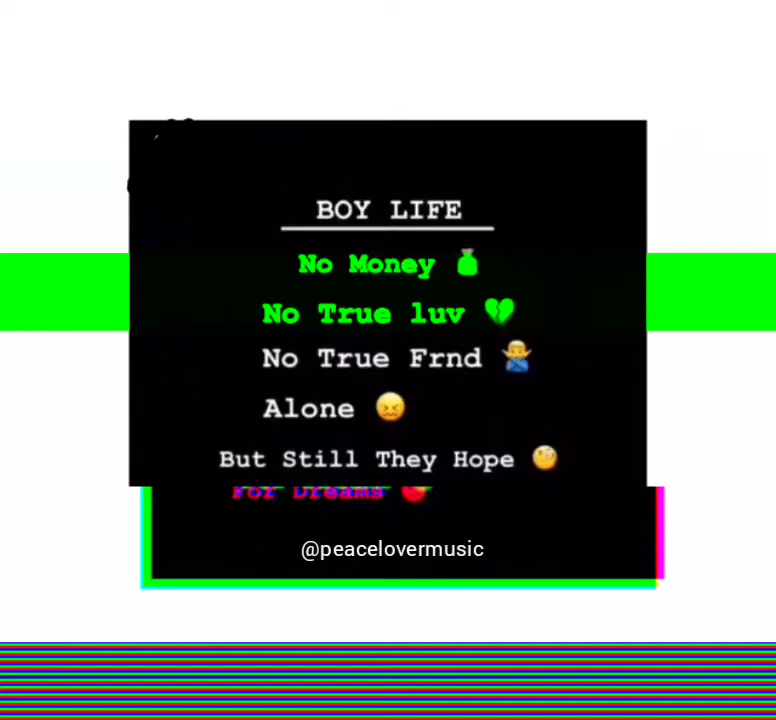 BOY LIFE
No Money 💰
No True luv 💔
No True Frnd 🙅‍♂️
Alone 😖
But Still They Hope 🧐
For Dreams
@peacelovermusic